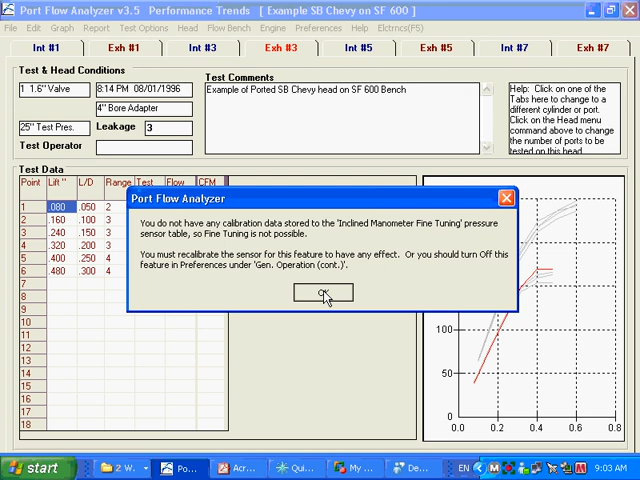 Port Flow Analyzer v3.5   Performance Trends   [ Example SB Chevy on SF 600 ]
File Edit Graph Report Test Options Head Flow Bench Engine Preferences Help Elctrncs(F5)
Int #1 Exh #1 Int #3 Exh #3 Int #5 Exh #5 Int #7 Exh #7
Test & Head Conditions
1  1.6" Valve
8:14 PM  08/01/1996
4" Bore Adapter
25" Test Pres.
Leakage 3
Test Operator
Test Comments
Example of Ported SB Chevy head on SF 600 Bench
Help: Click on one of the
Tabs here to change to a
different cylinder or port.
Click on the Head menu
command above to change
the number of ports to be
tested on this head.
Test Data
Point Lift " L/D Range Test Flow CFM
1 .080 .050 2
2 .160 .100 3
3 .240 .150 3
4 .320 .200 3
5 .400 .250 4
6 .480 .300 4
7
8
9
10
11
12
13
14
15
16
17
18
Port Flow Analyzer
You do not have any calibration data stored to the 'Inclined Manometer Fine Tuning' pressure
sensor table, so Fine Tuning is not possible.
You must recalibrate the sensor for this feature to have any effect.  Or you should turn Off this
feature in Preferences under 'Gen. Operation (cont.)'.
100
50
0
0.0 0.2 0.4 0.6 0.8
start
2 W.
Po...
Acr...
Qui...
My ...
De...
EN
9:03 AM